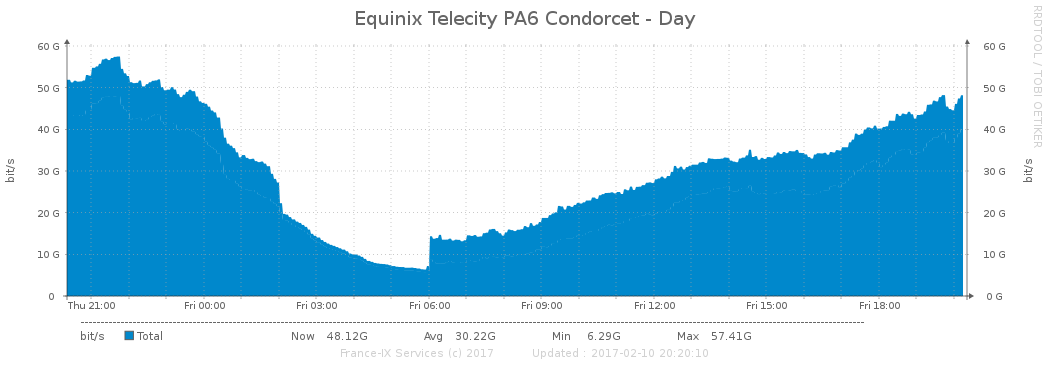 Equinix Telecity PA6 Condorcet - Day
RRDTOOL / TOBI OETIKER
60 G 60 G
50 G 50 G
40 G 40 G
30 G 30 G
20 G 20 G
10 G 10 G
0 0 G
bit/s bit/s
Thu 21:00 Fri 00:00 Fri 03:00 Fri 06:00 Fri 09:00 Fri 12:00 Fri 15:00 Fri 18:00
bit/s Total Now 48.12G Avg 30.22G Min 6.29G Max 57.41G
France-IX Services (c) 2017 Updated : 2017-02-10 20:20:10